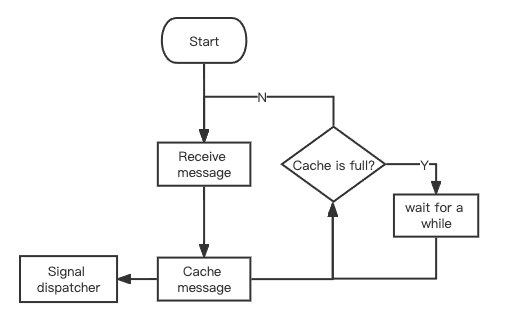 Start
N
Receive
message
Cache is full?
Y
wait for a
while
Signal
dispatcher
Cache
message